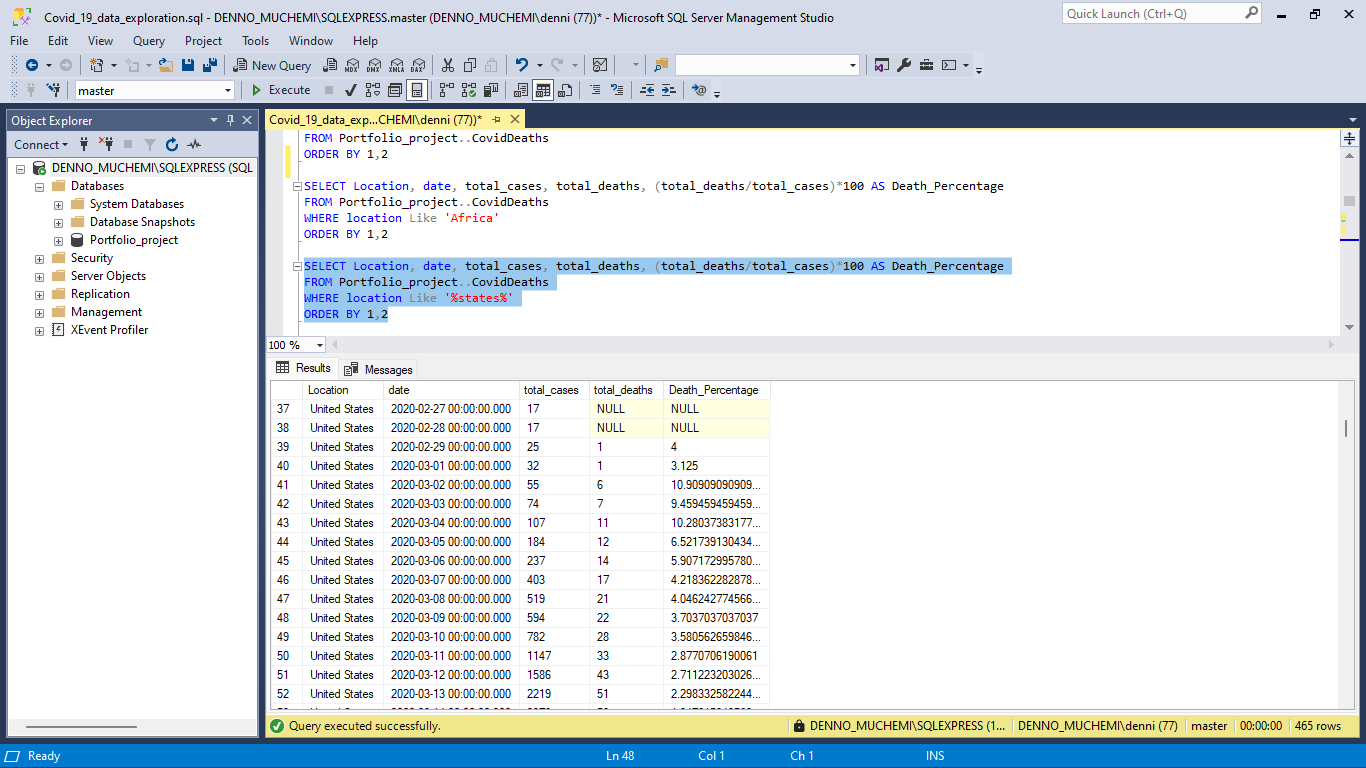 Covid_19_data_exploration.sql - DENNO_MUCHEMI\SQLEXPRESS.master (DENNO_MUCHEMI\denni (77))* - Microsoft SQL Server Management Studio
Quick Launch (Ctrl+Q)
File Edit View Query Project Tools Window Help
New Query MDX DMX XMLA DAX
master Execute
Object Explorer
Connect
DENNO_MUCHEMI\SQLEXPRESS (SQL
Databases
System Databases
Database Snapshots
Portfolio_project
Security
Server Objects
Replication
Management
XEvent Profiler
Covid_19_data_exp...CHEMI\denni (77))*
FROM Portfolio_project..CovidDeaths
ORDER BY 1,2
SELECT Location, date, total_cases, total_deaths, (total_deaths/total_cases)*100 AS Death_Percentage
FROM Portfolio_project..CovidDeaths
WHERE location Like 'Africa'
ORDER BY 1,2
SELECT Location, date, total_cases, total_deaths, (total_deaths/total_cases)*100 AS Death_Percentage
FROM Portfolio_project..CovidDeaths
WHERE location Like '%states%'
ORDER BY 1,2
100 %
Results Messages
Location date total_cases total_deaths Death_Percentage
37 United States 2020-02-27 00:00:00.000 17 NULL NULL
38 United States 2020-02-28 00:00:00.000 17 NULL NULL
39 United States 2020-02-29 00:00:00.000 25 1 4
40 United States 2020-03-01 00:00:00.000 32 1 3.125
41 United States 2020-03-02 00:00:00.000 55 6 10.90909090909...
42 United States 2020-03-03 00:00:00.000 74 7 9.459459459459...
43 United States 2020-03-04 00:00:00.000 107 11 10.28037383177...
44 United States 2020-03-05 00:00:00.000 184 12 6.521739130434...
45 United States 2020-03-06 00:00:00.000 237 14 5.907172995780...
46 United States 2020-03-07 00:00:00.000 403 17 4.218362282878...
47 United States 2020-03-08 00:00:00.000 519 21 4.046242774566...
48 United States 2020-03-09 00:00:00.000 594 22 3.7037037037037
49 United States 2020-03-10 00:00:00.000 782 28 3.580562659846...
50 United States 2020-03-11 00:00:00.000 1147 33 2.8770706190061
51 United States 2020-03-12 00:00:00.000 1586 43 2.711223203026...
52 United States 2020-03-13 00:00:00.000 2219 51 2.298332582244...
Query executed successfully. DENNO_MUCHEMI\SQLEXPRESS (1... DENNO_MUCHEMI\denni (77) master 00:00:00 465 rows
Ready Ln 48 Col 1 Ch 1 INS